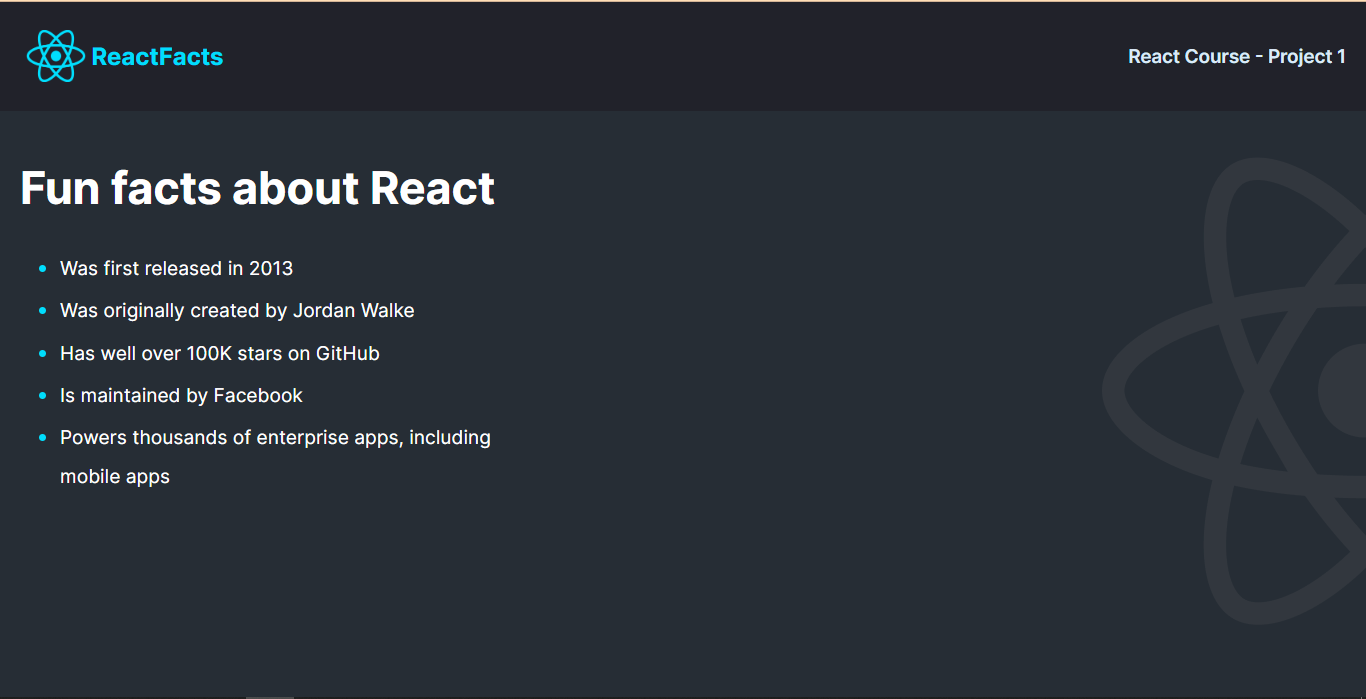 ReactFacts
React Course - Project 1
Fun facts about React
Was first released in 2013
Was originally created by Jordan Walke
Has well over 100K stars on GitHub
Is maintained by Facebook
Powers thousands of enterprise apps, including
mobile apps